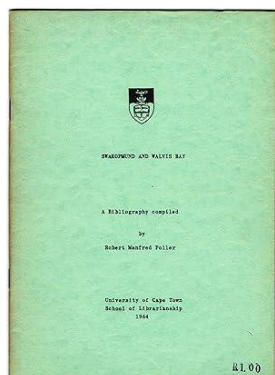 SWAKOPMUND AND WALVIS BAY
A Bibliography compiled
by
Robert Manfred Poller
University of Cape Town
School of Librarianship
1964
R1.00